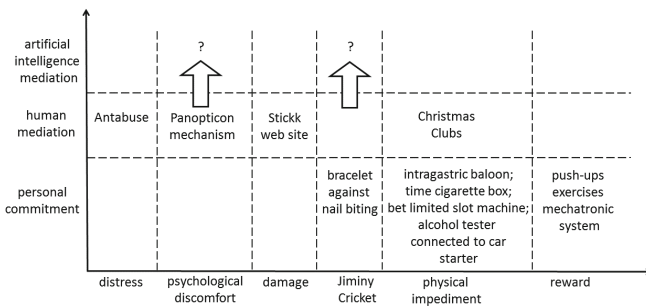 artificial
intelligence
mediation
?
?
human
mediation
Antabuse
Panopticon
mechanism
Stickk
web site
Christmas
Clubs
personal
commitment
bracelet
against
nail biting
intragastric baloon;
time cigarette box;
bet limited slot machine;
alcohol tester
connected to car
starter
push-ups
exercises
mechatronic
system
distress
psychological
discomfort
damage
Jiminy
Cricket
physical
impediment
reward